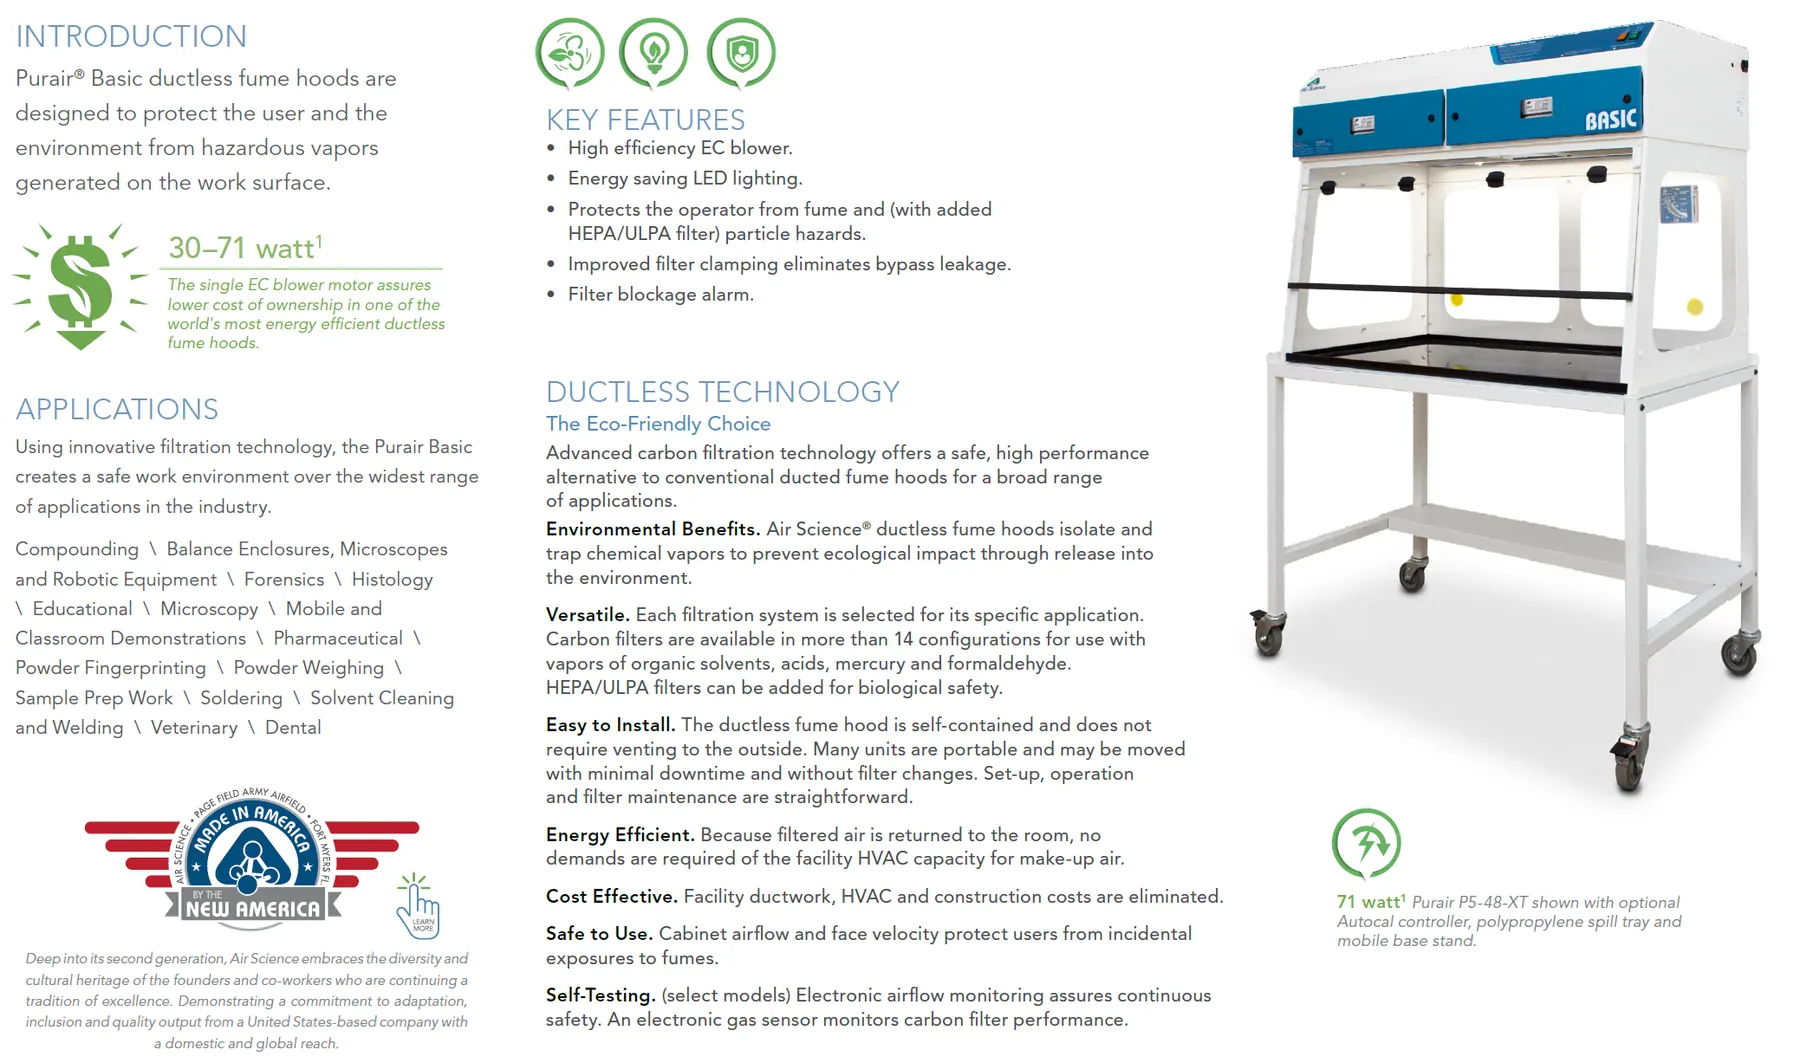 INTRODUCTION
Purair® Basic ductless fume hoods are
designed to protect the user and the
environment from hazardous vapors
generated on the work surface.
30–71 watt¹
The single EC blower motor assures
lower cost of ownership in one of the
world's most energy efficient ductless
fume hoods.
APPLICATIONS
Using innovative filtration technology, the Purair Basic
creates a safe work environment over the widest range
of applications in the industry.
Compounding \ Balance Enclosures, Microscopes
and Robotic Equipment \ Forensics \ Histology
\ Educational \ Microscopy \ Mobile and
Classroom Demonstrations \ Pharmaceutical \
Powder Fingerprinting \ Powder Weighing \
Sample Prep Work \ Soldering \ Solvent Cleaning
and Welding \ Veterinary \ Dental
AIR SCIENCE • PAGE FIELD ARMY AIRFIELD • FORT MYERS FL
MADE IN AMERICA
BY THE
NEW AMERICA
LEARN
MORE
Deep into its second generation, Air Science embraces the diversity and
cultural heritage of the founders and co-workers who are continuing a
tradition of excellence. Demonstrating a commitment to adaptation,
inclusion and quality output from a United States-based company with
a domestic and global reach.
KEY FEATURES
• High efficiency EC blower.
• Energy saving LED lighting.
• Protects the operator from fume and (with added
HEPA/ULPA filter) particle hazards.
• Improved filter clamping eliminates bypass leakage.
• Filter blockage alarm.
DUCTLESS TECHNOLOGY
The Eco-Friendly Choice
Advanced carbon filtration technology offers a safe, high performance
alternative to conventional ducted fume hoods for a broad range
of applications.
Environmental Benefits. Air Science® ductless fume hoods isolate and
trap chemical vapors to prevent ecological impact through release into
the environment.
Versatile. Each filtration system is selected for its specific application.
Carbon filters are available in more than 14 configurations for use with
vapors of organic solvents, acids, mercury and formaldehyde.
HEPA/ULPA filters can be added for biological safety.
Easy to Install. The ductless fume hood is self-contained and does not
require venting to the outside. Many units are portable and may be moved
with minimal downtime and without filter changes. Set-up, operation
and filter maintenance are straightforward.
Energy Efficient. Because filtered air is returned to the room, no
demands are required of the facility HVAC capacity for make-up air.
Cost Effective. Facility ductwork, HVAC and construction costs are eliminated.
Safe to Use. Cabinet airflow and face velocity protect users from incidental
exposures to fumes.
Self-Testing. (select models) Electronic airflow monitoring assures continuous
safety. An electronic gas sensor monitors carbon filter performance.
BASIC
71 watt¹ Purair P5-48-XT shown with optional
Autocal controller, polypropylene spill tray and
mobile base stand.